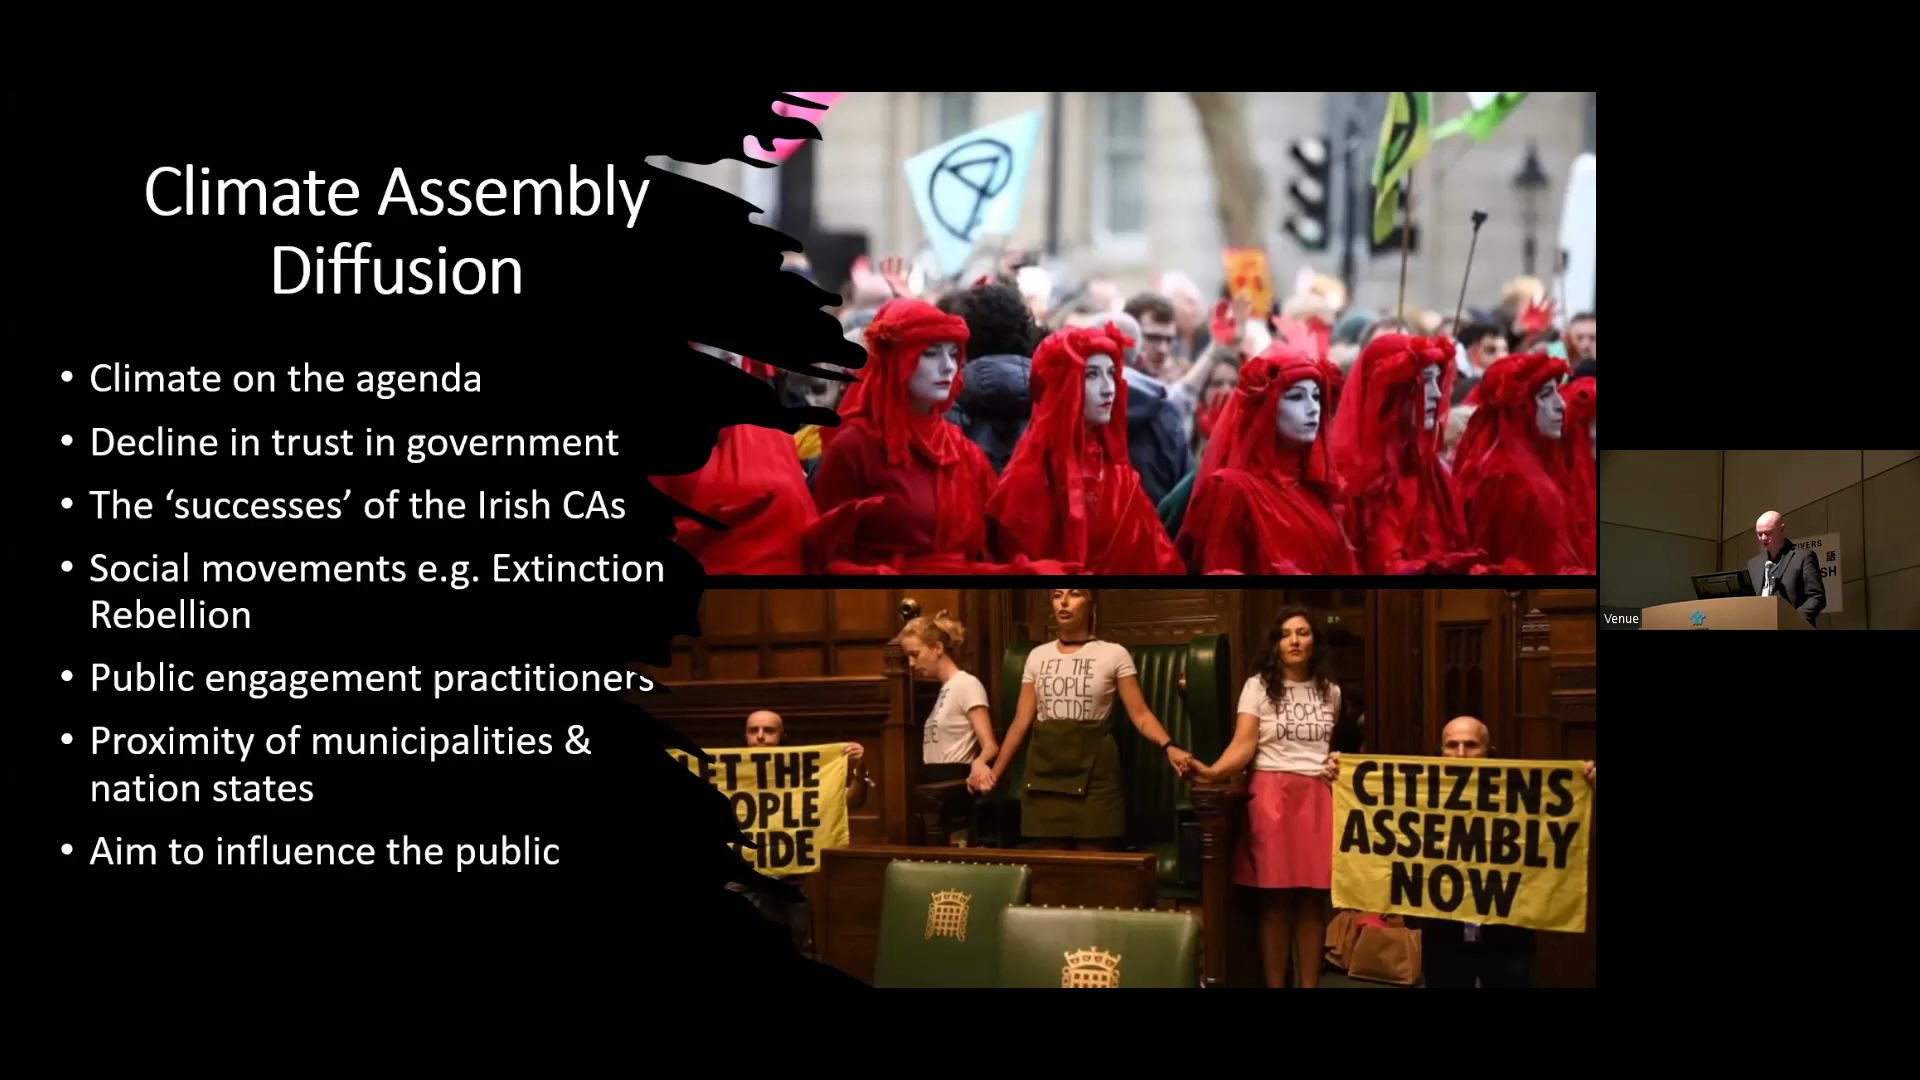 Climate Assembly
Diffusion
• Climate on the agenda
• Decline in trust in government
• The ‘successes’ of the Irish CAs
• Social movements e.g. Extinction
Rebellion
• Public engagement practitioners
• Proximity of municipalities &
nation states
• Aim to influence the public
LET THE
PEOPLE
DECIDE
LET THE
PEOPLE
DECIDE
LET THE
CITIZENS
ASSEMBLY
NOW
Venue